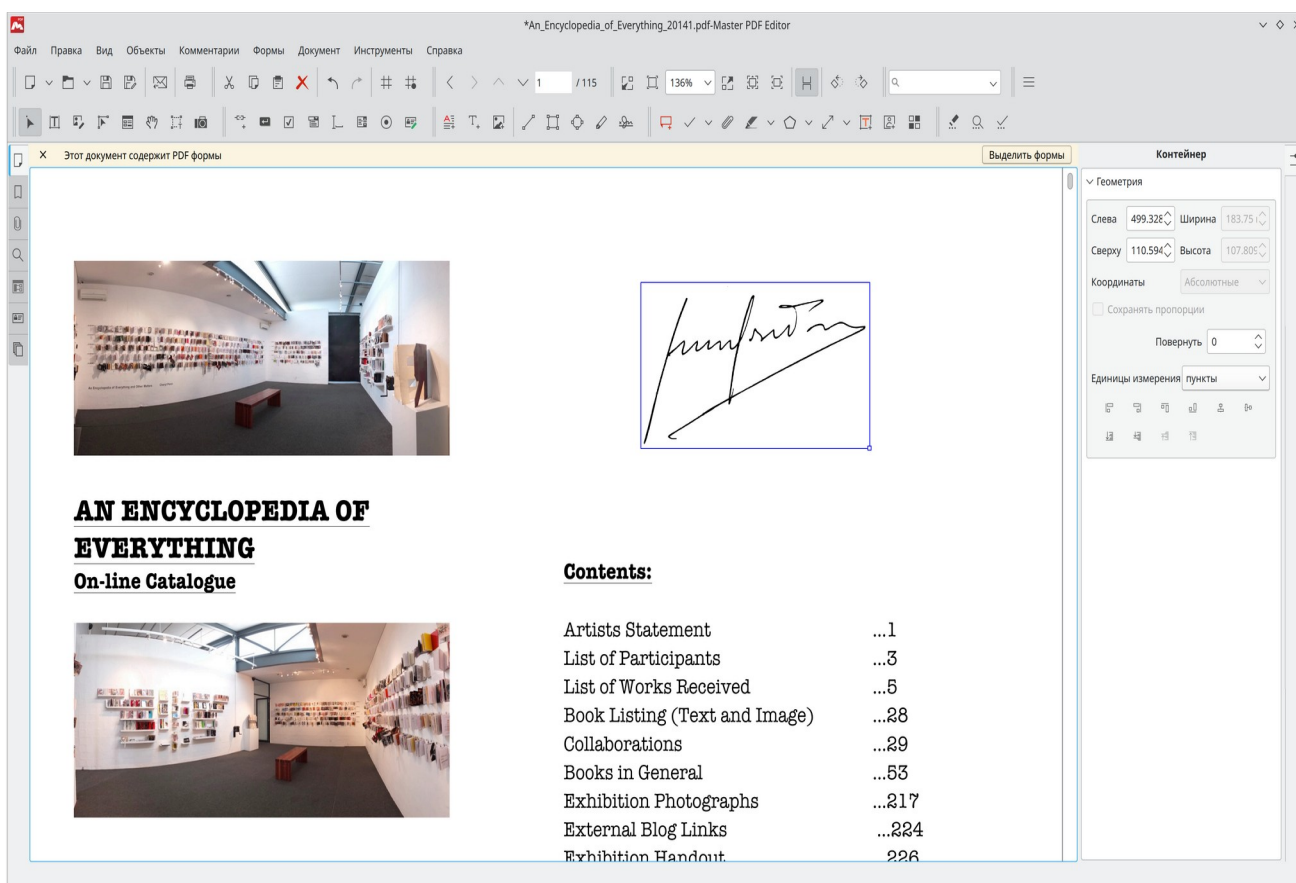 *An_Encyclopedia_of_Everything_20141.pdf-Master PDF Editor
Файл Правка Вид Объекты Комментарии Формы Документ Инструменты Справка
1 / 115 136%
Этот документ содержит PDF формы Выделить формы
Контейнер
Геометрия
Слева 499.328 Ширина 183.75
Сверху 110.594 Высота 107.809
Координаты Абсолютные
Сохранять пропорции
Повернуть 0
Единицы измерения пункты
AN ENCYCLOPEDIA OF
EVERYTHING
On-line Catalogue
Contents:
Artists Statement ...1
List of Participants ...3
List of Works Received ...5
Book Listing (Text and Image) ...28
Collaborations ...29
Books in General ...53
Exhibition Photographs ...217
External Blog Links ...224
Exhibition Handout 226